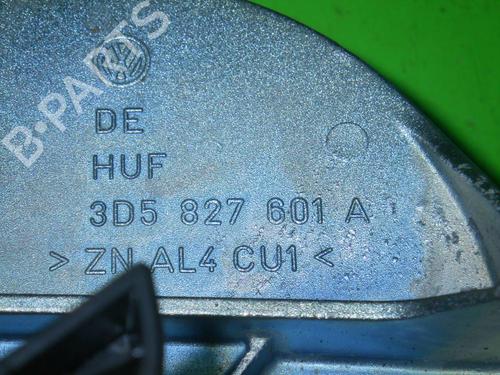 B-PARTS
DE
HUF
3D5 827 601 A
> ZN AL4 CU1 <